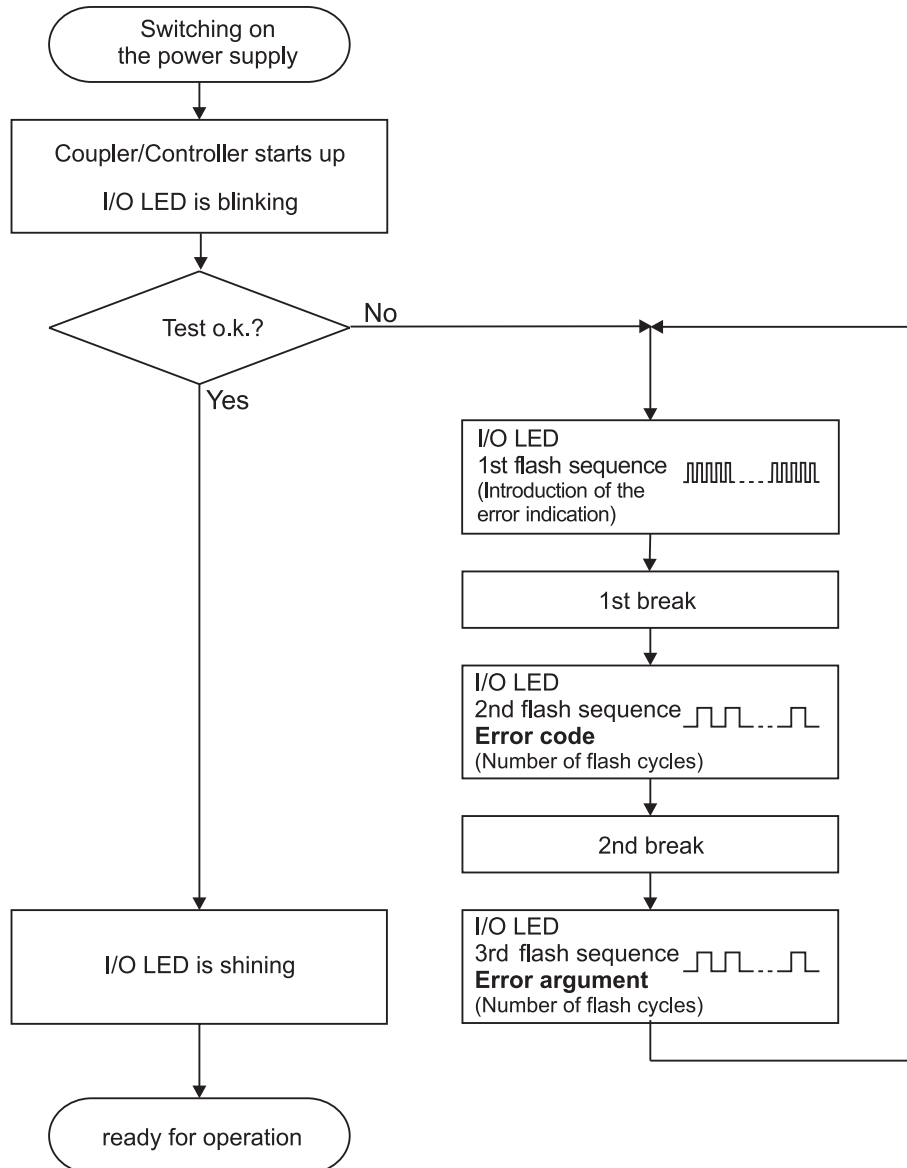 Switching on
the power supply
Coupler/Controller starts up
I/O LED is blinking
Test o.k.?
No
Yes
I/O LED
1st flash sequence
(Introduction of the
error indication)
1st break
I/O LED
2nd flash sequence
Error code
(Number of flash cycles)
2nd break
I/O LED
3rd flash sequence
Error argument
(Number of flash cycles)
I/O LED is shining
ready for operation